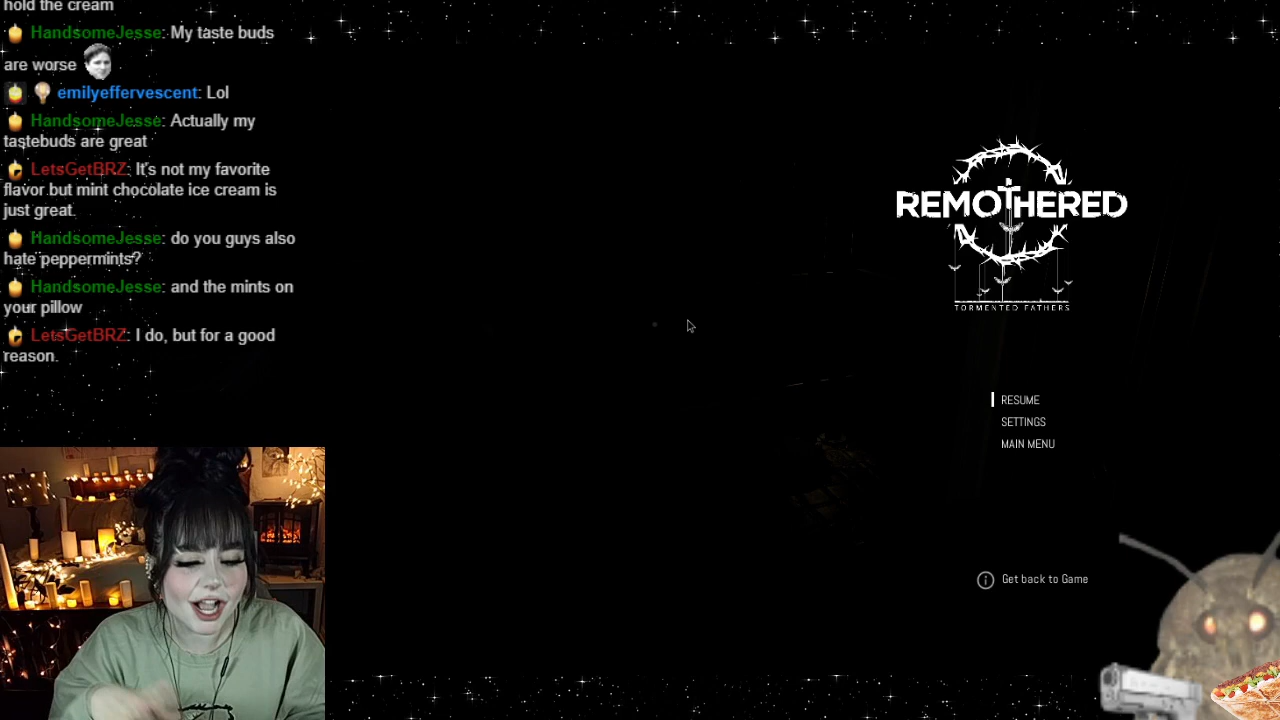 hold the cream
HandsomeJesse: My taste buds
are worse
emilyeffervescent: Lol
HandsomeJesse: Actually my
tastebuds are great
LetsGetBRZ: It's not my favorite
flavor but mint chocolate ice cream is
just great.
HandsomeJesse: do you guys also
hate peppermints?
HandsomeJesse: and the mints on
your pillow
LetsGetBRZ: I do, but for a good
reason.
REMOTHERED
TORMENTED FATHERS
RESUME
SETTINGS
MAIN MENU
Get back to Game